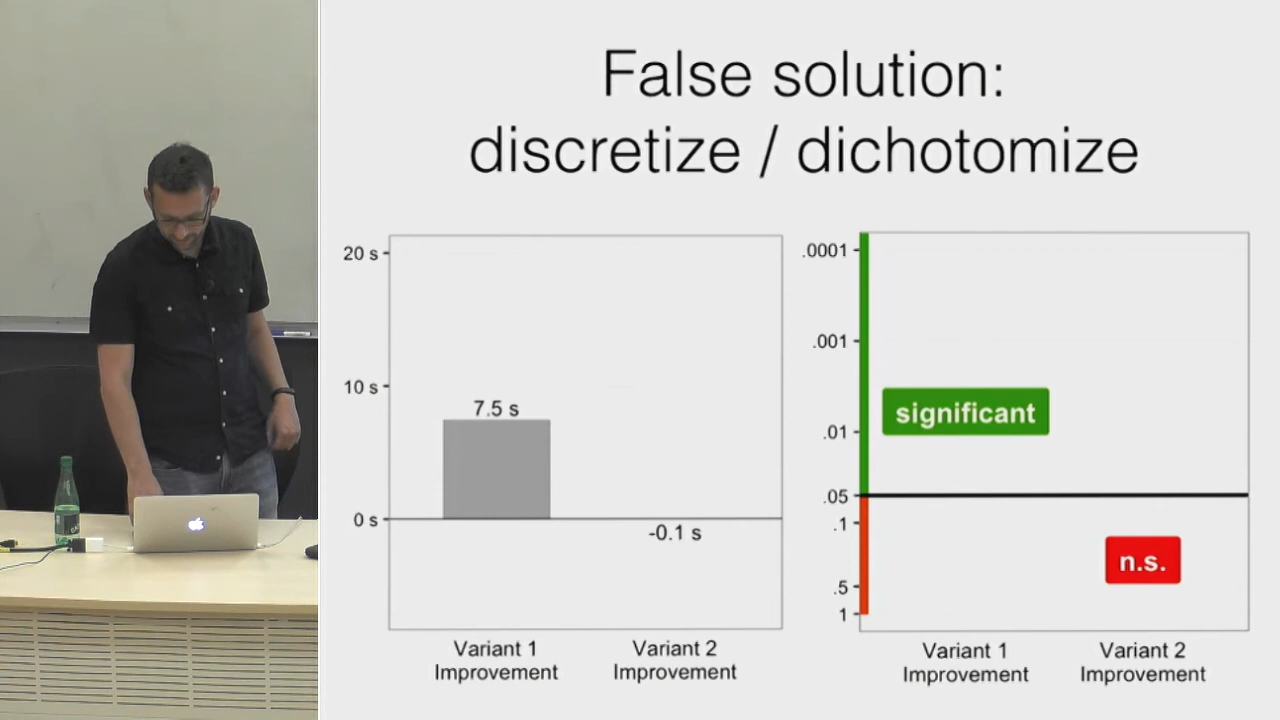 False solution:
discretize / dichotomize
20 s
10 s
0 s
7.5 s
-0.1 s
Variant 1
Improvement
Variant 2
Improvement
.0001
.001
.01
.05
.1
.5
1
significant
n.s.
Variant 1
Improvement
Variant 2
Improvement